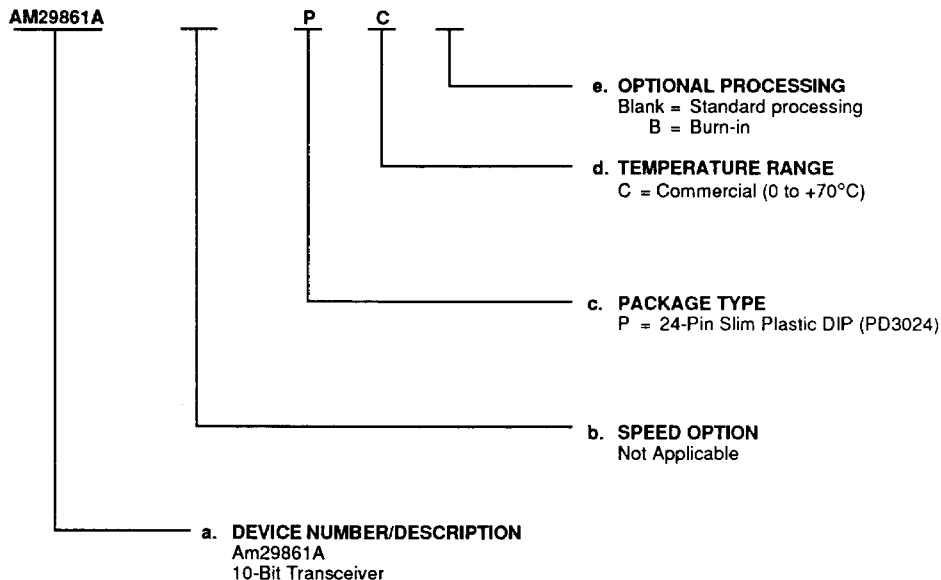 AM29861A P C
e. OPTIONAL PROCESSING
Blank = Standard processing
B = Burn-in
d. TEMPERATURE RANGE
C = Commercial (0 to +70°C)
c. PACKAGE TYPE
P = 24-Pin Slim Plastic DIP (PD3024)
b. SPEED OPTION
Not Applicable
a. DEVICE NUMBER/DESCRIPTION
Am29861A
10-Bit Transceiver